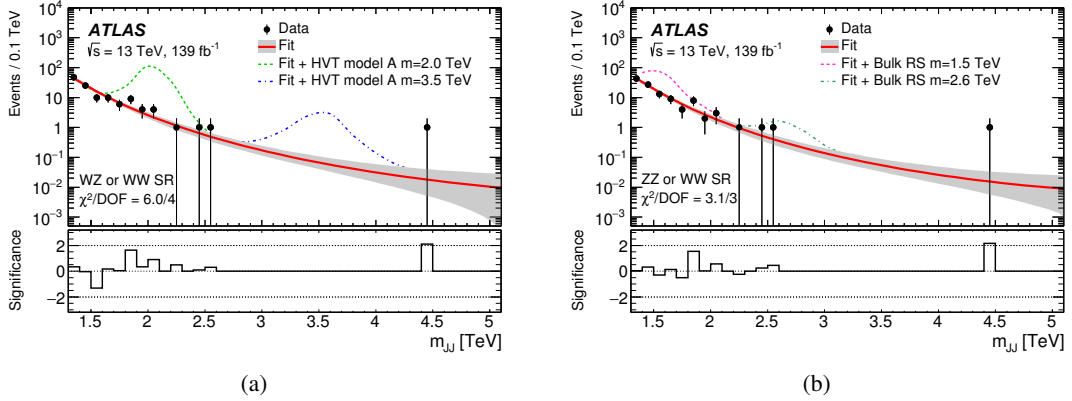 Events / 0.1 TeV
10⁴
10³
10²
10
1
10⁻¹
10⁻²
10⁻³
ATLAS
√s = 13 TeV, 139 fb⁻¹
Data
Fit
Fit + HVT model A m=2.0 TeV
Fit + HVT model A m=3.5 TeV
WZ or WW SR
χ²/DOF = 6.0/4
Significance
2
0
−2
1.5 2 2.5 3 3.5 4 4.5 5
m_JJ [TeV]
(a)
Events / 0.1 TeV
10⁴
10³
10²
10
1
10⁻¹
10⁻²
10⁻³
ATLAS
√s = 13 TeV, 139 fb⁻¹
Data
Fit
Fit + Bulk RS m=1.5 TeV
Fit + Bulk RS m=2.6 TeV
ZZ or WW SR
χ²/DOF = 3.1/3
Significance
2
0
−2
1.5 2 2.5 3 3.5 4 4.5 5
m_JJ [TeV]
(b)